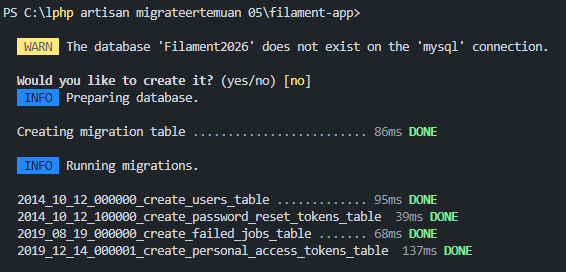 PS C:\lphp artisan migrateertemuan 05\filament-app>
WARN The database 'Filament2026' does not exist on the 'mysql' connection.
Would you like to create it? (yes/no) [no]
INFO Preparing database.
Creating migration table ........................ 86ms DONE
INFO Running migrations.
2014_10_12_000000_create_users_table ............. 95ms DONE
2014_10_12_100000_create_password_reset_tokens_table 39ms DONE
2019_08_19_000000_create_failed_jobs_table ....... 68ms DONE
2019_12_14_000001_create_personal_access_tokens_table 137ms DONE